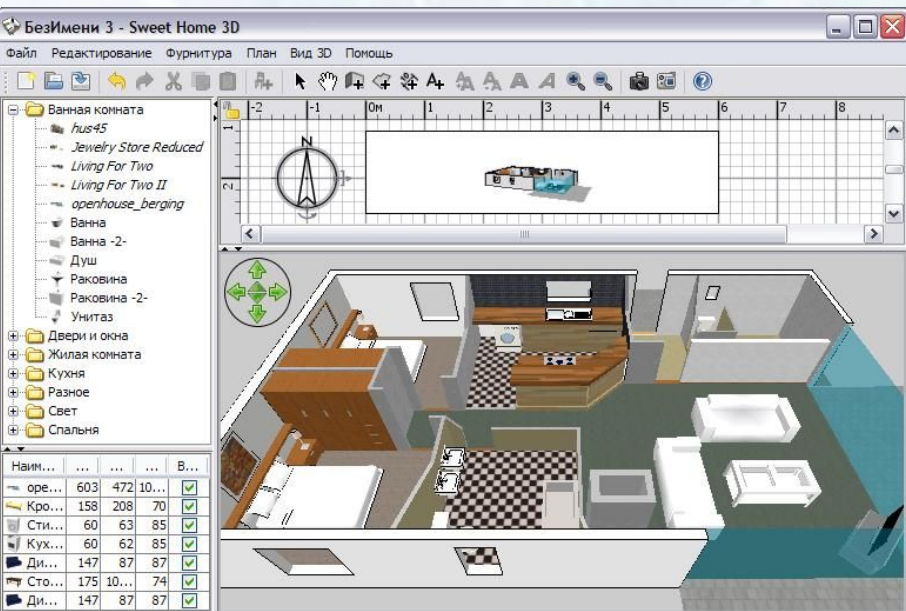 БезИмени 3 - Sweet Home 3D
Файл Редактирование Фурнитура План Вид 3D Помощь
Ванная комната
hus45
Jewelry Store Reduced
Living For Two
Living For Two II
openhouse_berging
Ванна
Ванна -2-
Душ
Раковина
Раковина -2-
Унитаз
Двери и окна
Жилая комната
Кухня
Разное
Свет
Спальня
Наим... ... ... ... В...
оре... 603 472 10...
Кро... 158 208 70
Сти... 60 63 85
Кух... 60 62 85
Ди... 147 87 87
Сто... 175 10... 74
Ди... 147 87 87
-2 -1 0м 1 2 3 4 5 6 7 8
N
2